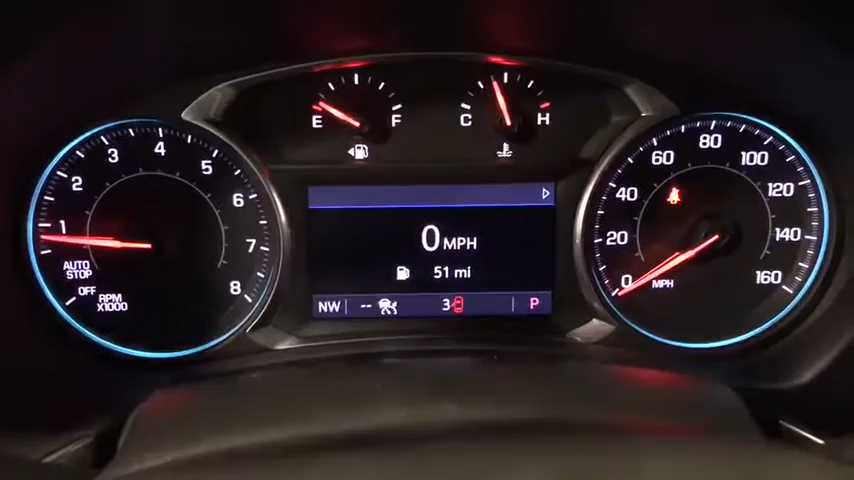 E F
C H
1 2 3 4 5 6 7 8
AUTO
STOP
OFF
RPM
X1000
0 MPH
51 mi
NW -- 3 P
0 20 40 60 80 100 120 140 160
MPH